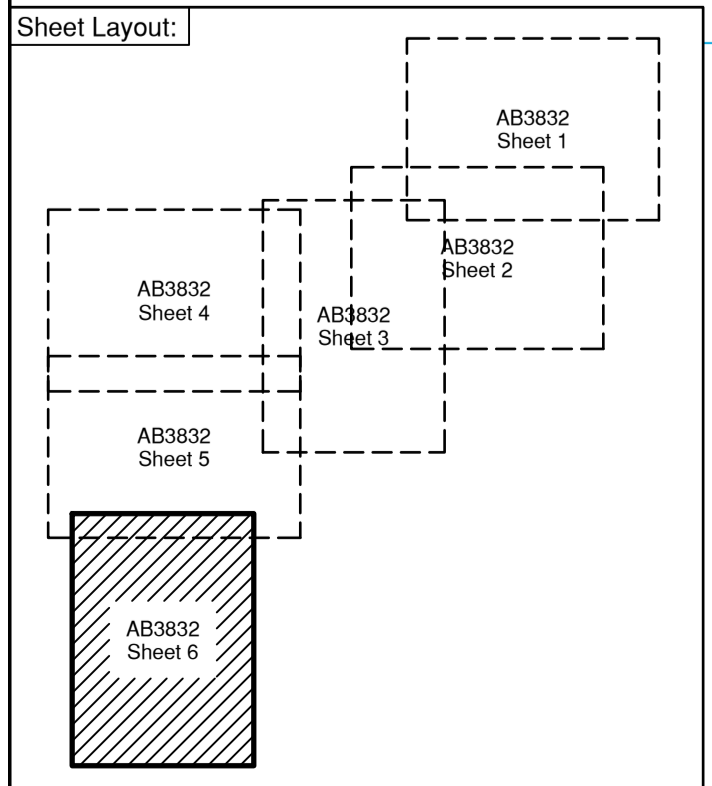 Sheet Layout:
AB3832
Sheet 1
AB3832
Sheet 2
AB3832
Sheet 3
AB3832
Sheet 4
AB3832
Sheet 5
AB3832
Sheet 6